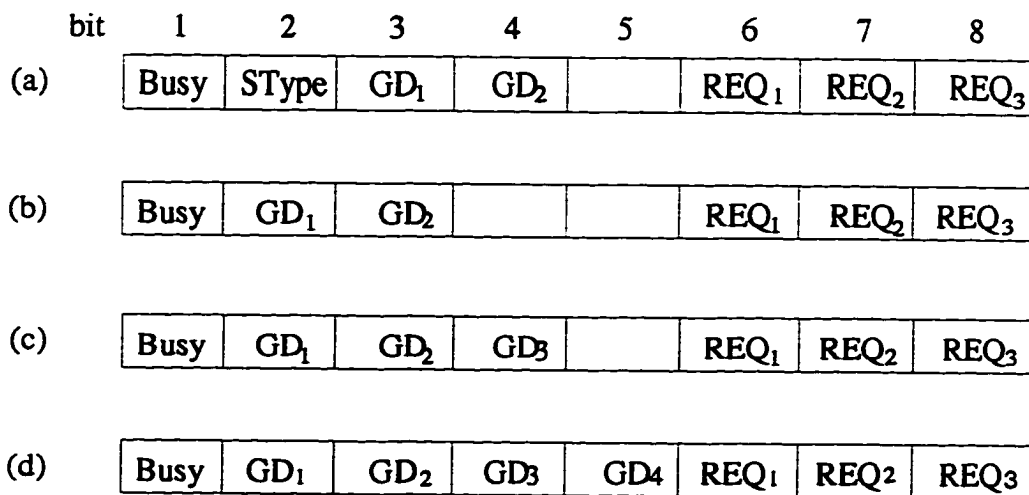 bit 1 2 3 4 5 6 7 8
(a) Busy SType GD₁ GD₂ REQ₁ REQ₂ REQ₃
(b) Busy GD₁ GD₂ REQ₁ REQ₂ REQ₃
(c) Busy GD₁ GD₂ GD₃ REQ₁ REQ₂ REQ₃
(d) Busy GD₁ GD₂ GD₃ GD₄ REQ₁ REQ₂ REQ₃